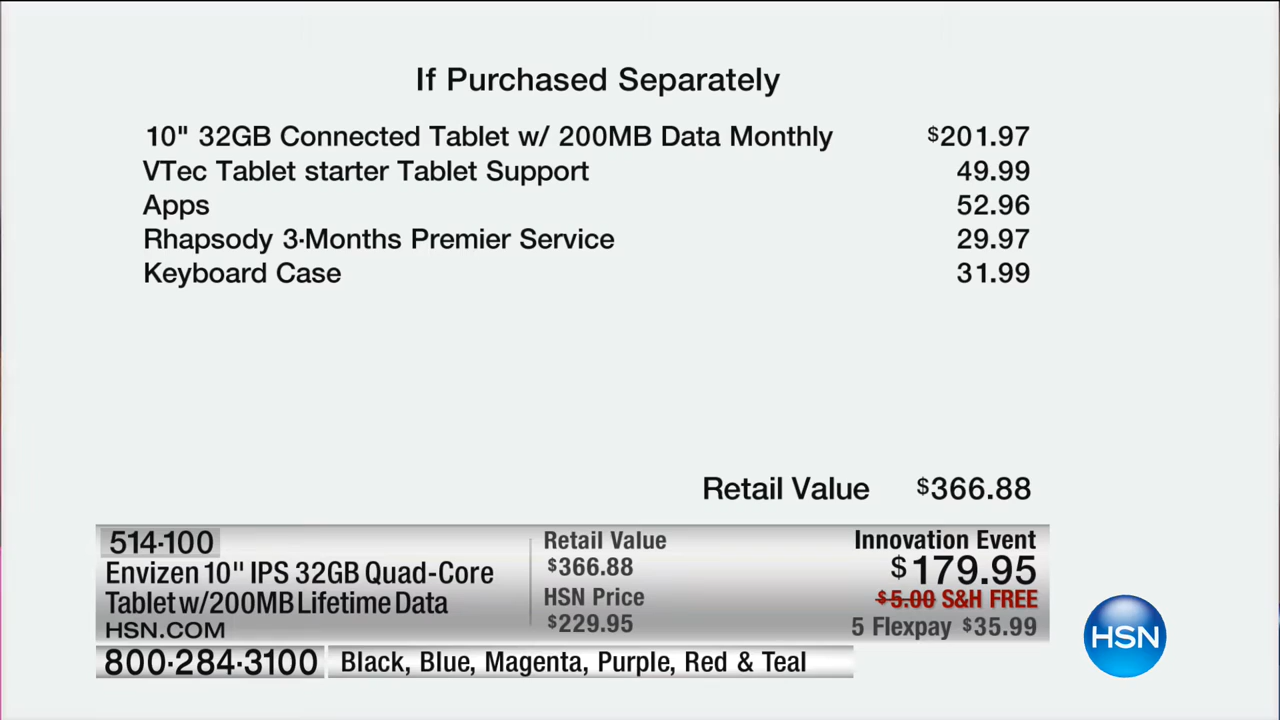 If Purchased Separately
10" 32GB Connected Tablet w/ 200MB Data Monthly $201.97
VTec Tablet starter Tablet Support 49.99
Apps 52.96
Rhapsody 3·Months Premier Service 29.97
Keyboard Case 31.99
Retail Value $366.88
514·100
Envizen 10" IPS 32GB Quad-Core
Tablet w/200MB Lifetime Data
HSN.COM
Retail Value
$366.88
HSN Price
$229.95
Innovation Event
$179.95
$5.00 S&H FREE
5 Flexpay $35.99
800·284·3100
Black, Blue, Magenta, Purple, Red & Teal
HSN